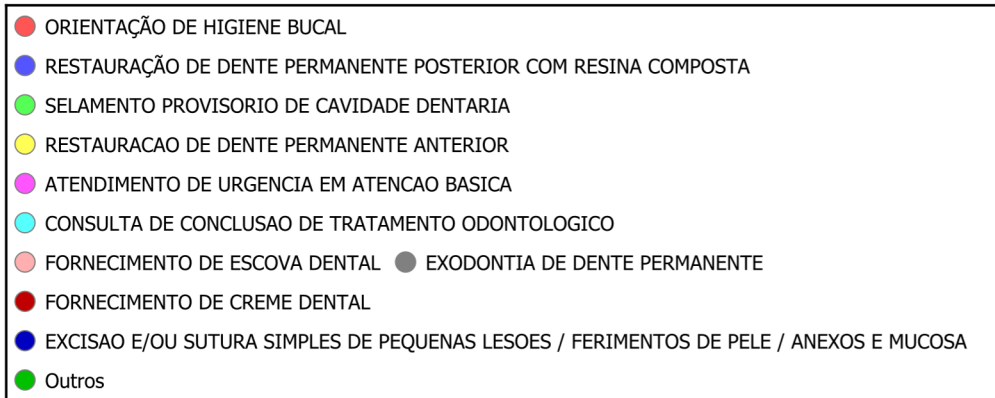 ORIENTAÇÃO DE HIGIENE BUCAL
RESTAURAÇÃO DE DENTE PERMANENTE POSTERIOR COM RESINA COMPOSTA
SELAMENTO PROVISORIO DE CAVIDADE DENTARIA
RESTAURACAO DE DENTE PERMANENTE ANTERIOR
ATENDIMENTO DE URGENCIA EM ATENCAO BASICA
CONSULTA DE CONCLUSAO DE TRATAMENTO ODONTOLOGICO
FORNECIMENTO DE ESCOVA DENTAL EXODONTIA DE DENTE PERMANENTE
FORNECIMENTO DE CREME DENTAL
EXCISAO E/OU SUTURA SIMPLES DE PEQUENAS LESOES / FERIMENTOS DE PELE / ANEXOS E MUCOSA
Outros